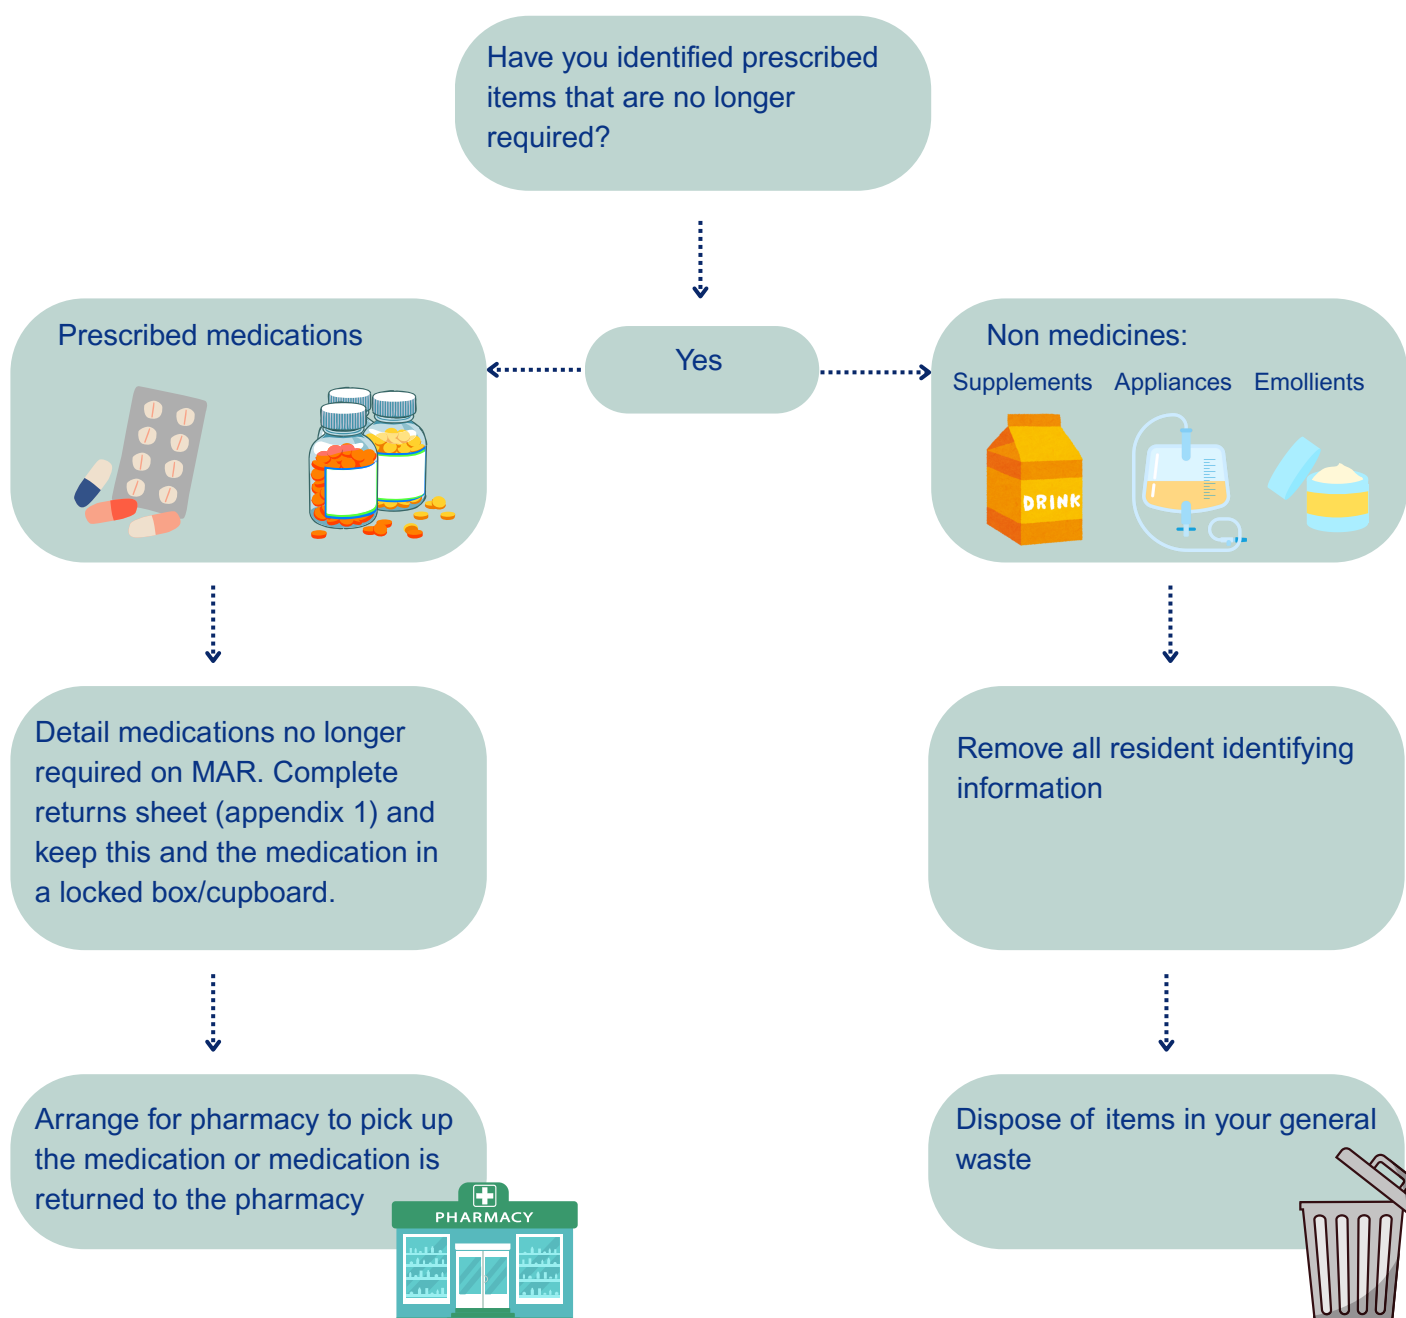 Have you identified prescribed
items that are no longer
required?
Yes
Prescribed medications
Non medicines:
Supplements Appliances Emollients
DRINK
Detail medications no longer
required on MAR. Complete
returns sheet (appendix 1) and
keep this and the medication in
a locked box/cupboard.
Remove all resident identifying
information
Arrange for pharmacy to pick up
the medication or medication is
returned to the pharmacy
PHARMACY
Dispose of items in your general
waste